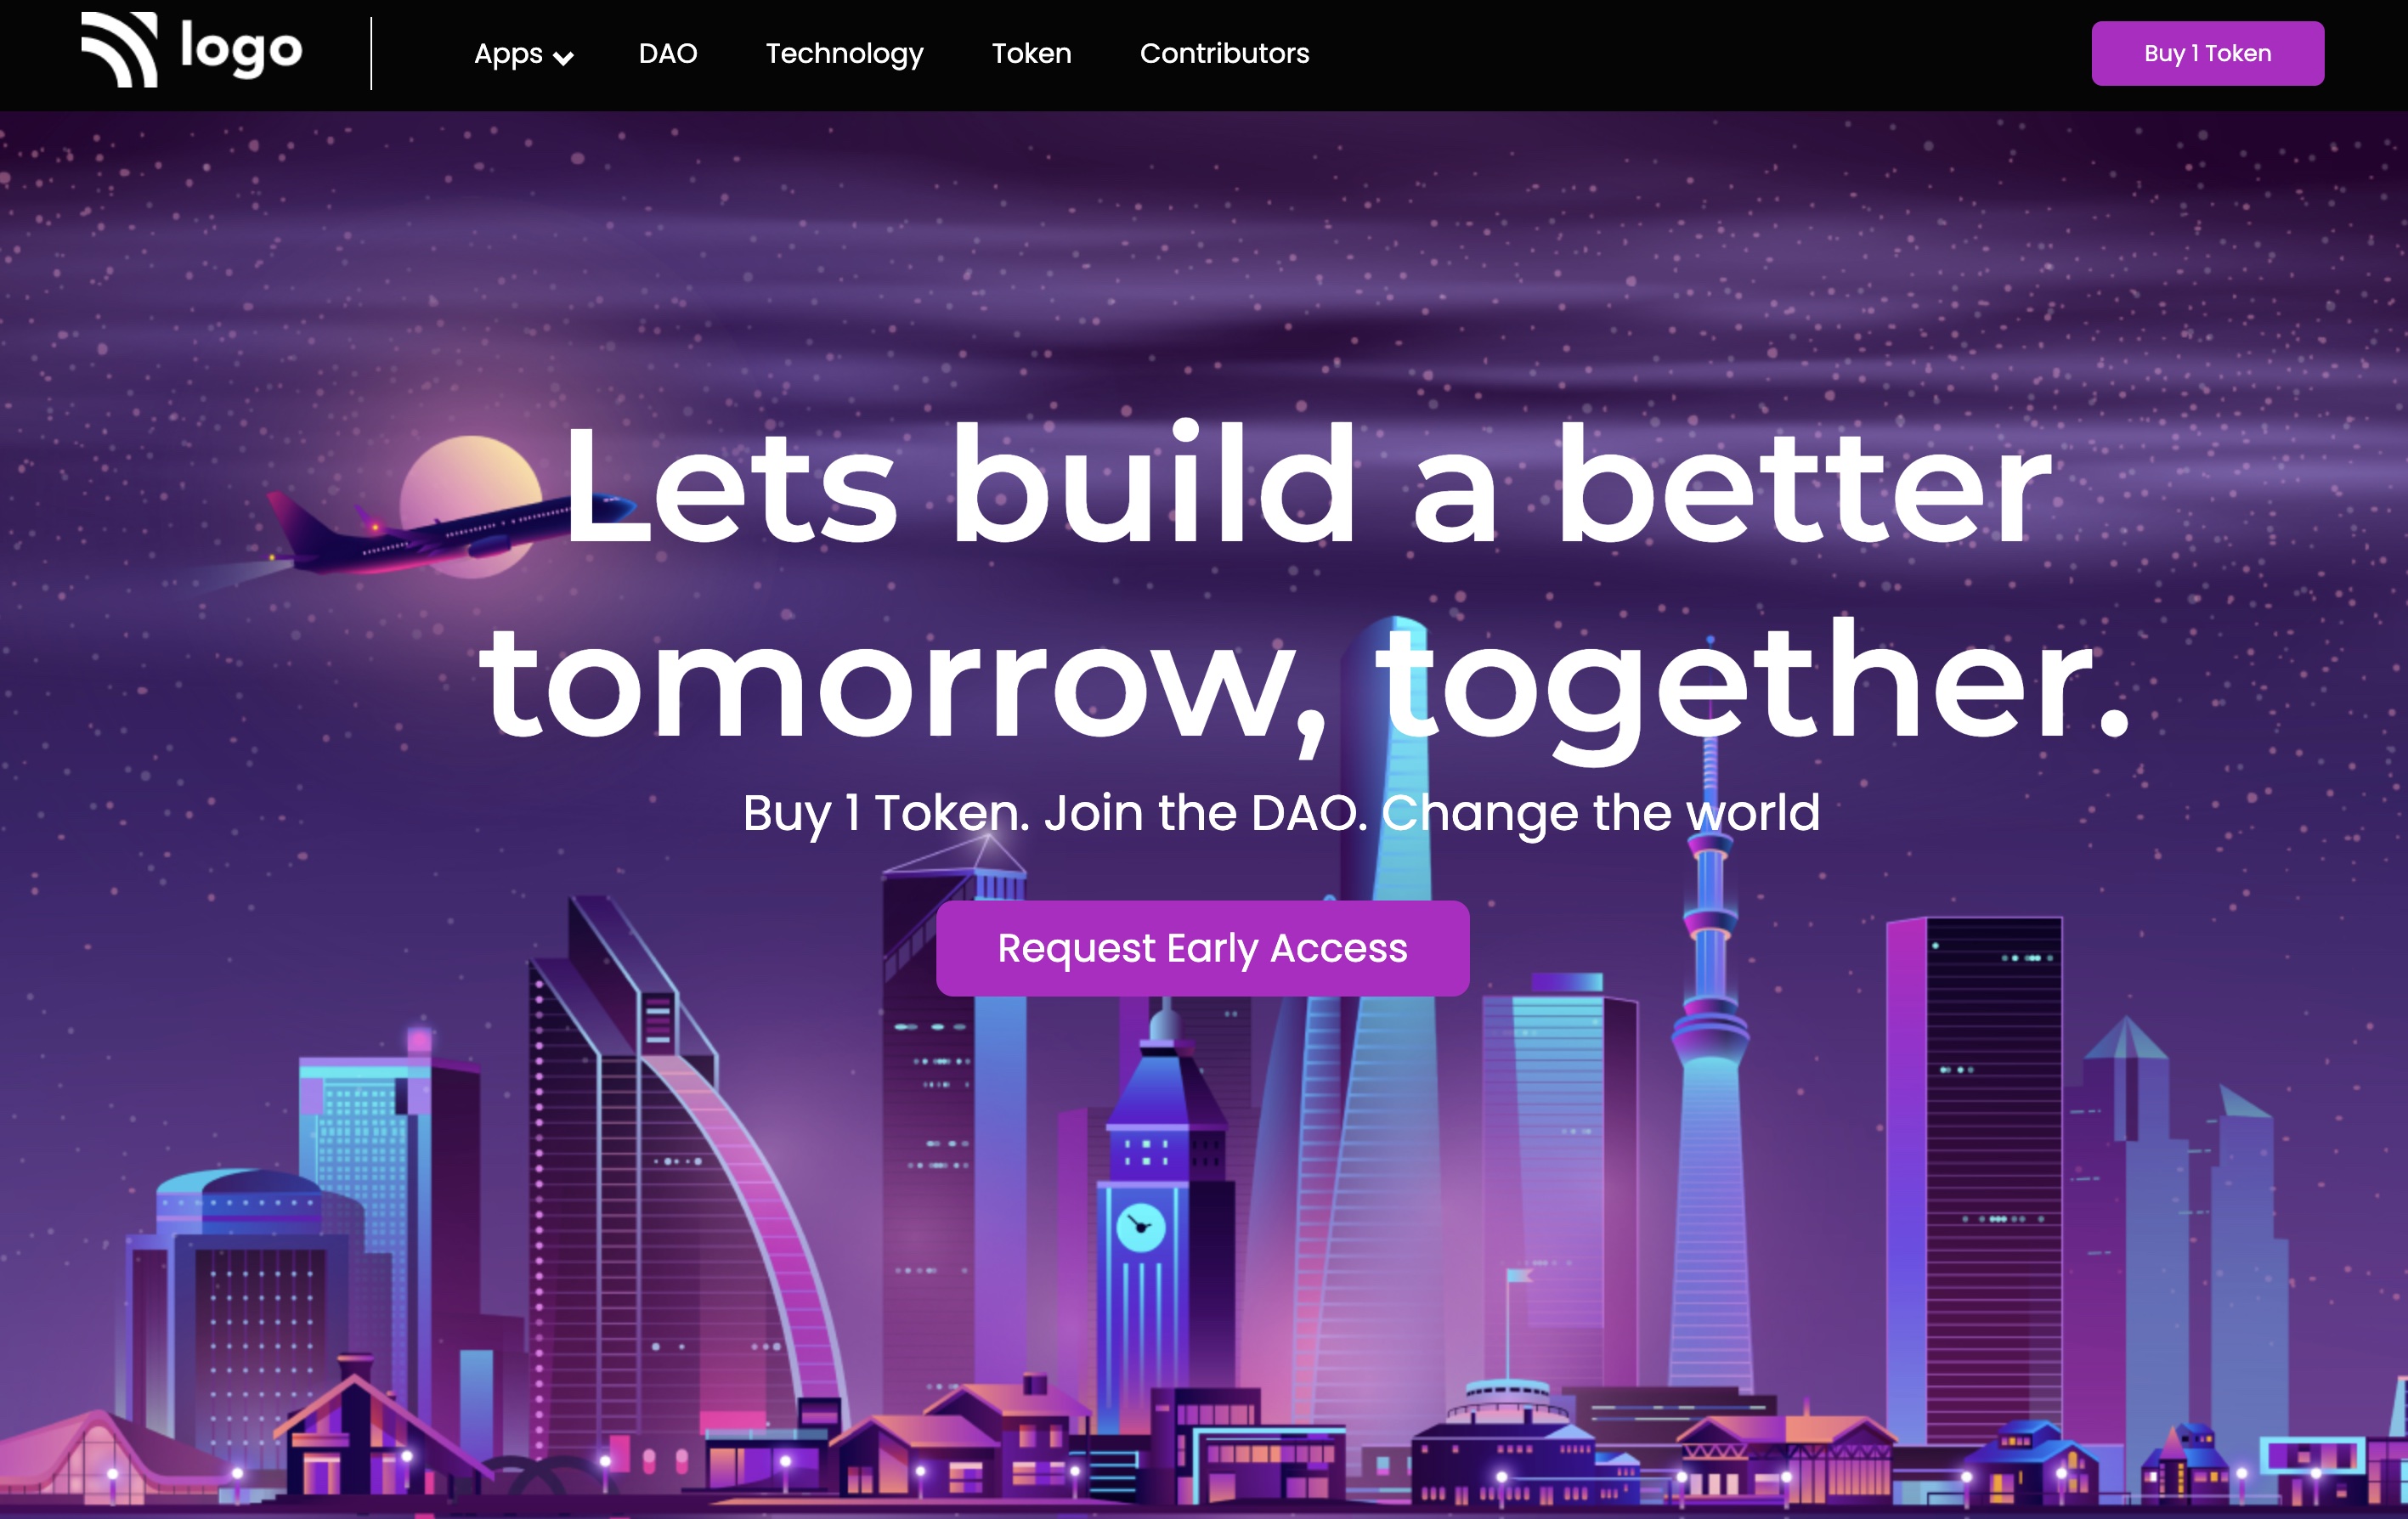 logo
Apps
DAO
Technology
Token
Contributors
Buy 1 Token
Lets build a better
tomorrow, together.
Buy 1 Token. Join the DAO. Change the world
Request Early Access